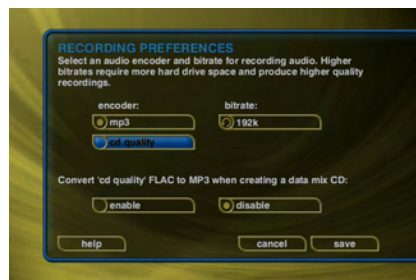 RECORDING PREFERENCES
Select an audio encoder and bitrate for recording audio. Higher
bitrates require more hard drive space and produce higher quality
recordings.
encoder: bitrate:
mp3 192k
cd quality
Convert 'cd quality' FLAC to MP3 when creating a data mix CD:
enable disable
help cancel save